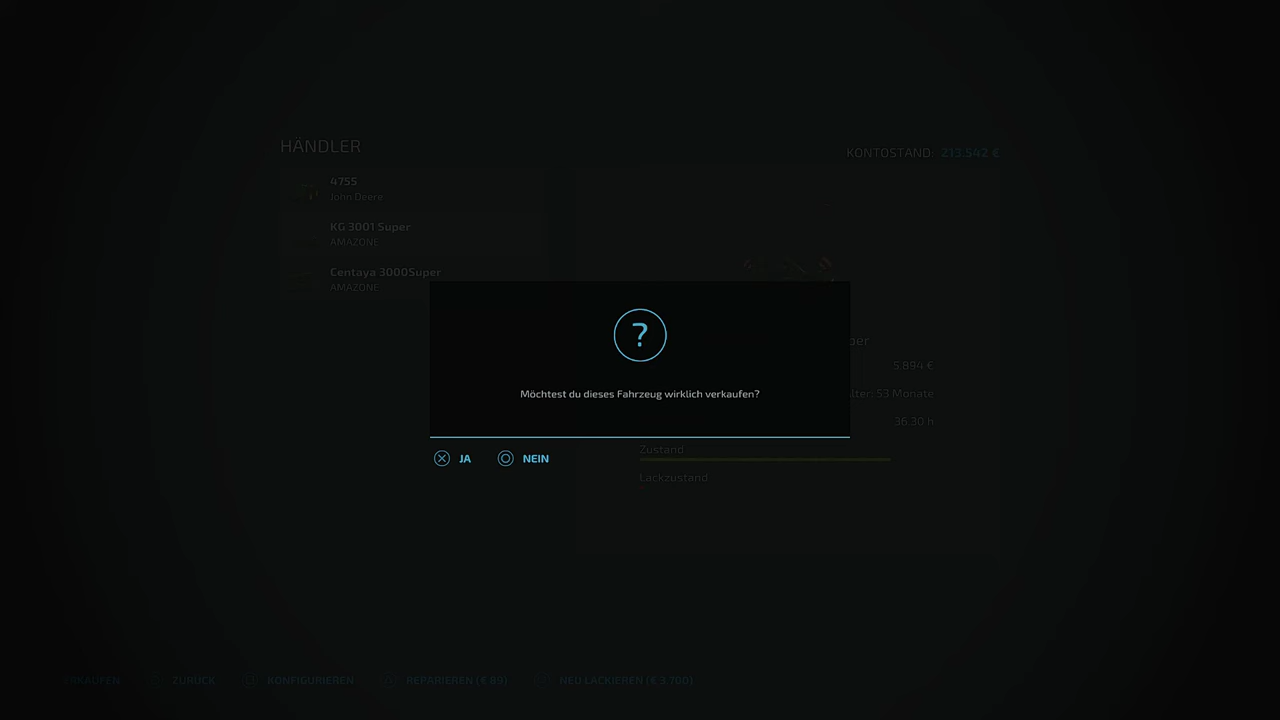 HÄNDLER
KONTOSTAND: 213.542 €
4755
John Deere
KG 3001 Super
AMAZONE
Centaya 3000Super
AMAZONE
?
5.894 €
Möchtest du dieses Fahrzeug wirklich verkaufen?
53 Monate
36.30 h
Zustand
JA NEIN
Lackzustand
ZURÜCK KONFIGURIEREN REPARIEREN (€ 89) NEU LACKIEREN (€ 3.700)